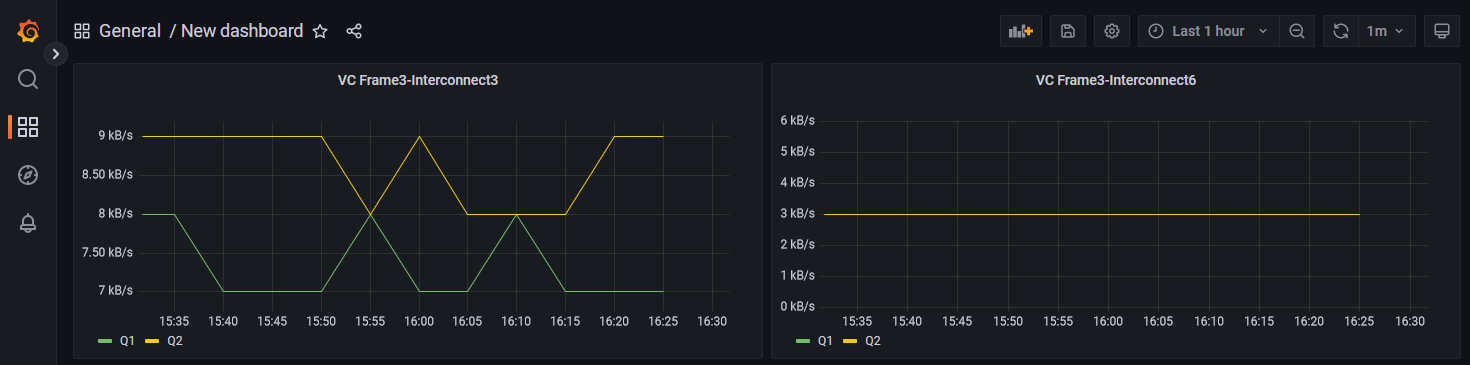 General / New dashboard
Last 1 hour
1m
VC Frame3-Interconnect3
9 kB/s
8.50 kB/s
8 kB/s
7.50 kB/s
7 kB/s
15:35 15:40 15:45 15:50 15:55 16:00 16:05 16:10 16:15 16:20 16:25 16:30
Q1 Q2
VC Frame3-Interconnect6
6 kB/s
5 kB/s
4 kB/s
3 kB/s
2 kB/s
1 kB/s
0 kB/s
15:35 15:40 15:45 15:50 15:55 16:00 16:05 16:10 16:15 16:20 16:25 16:30
Q1 Q2